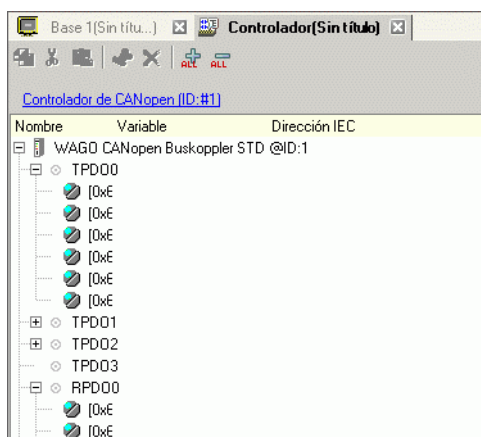 Base 1(Sin títu...) Controlador(Sin título)
ALL ALL
Controlador de CANopen (ID:#1)
Nombre Variable Dirección IEC
WAGO CANopen Buskoppler STD @ID:1
TPDO0
[0xE
[0xE
[0xE
[0xE
[0xE
[0xE
TPDO1
TPDO2
TPDO3
RPDO0
[0xE
[0xE